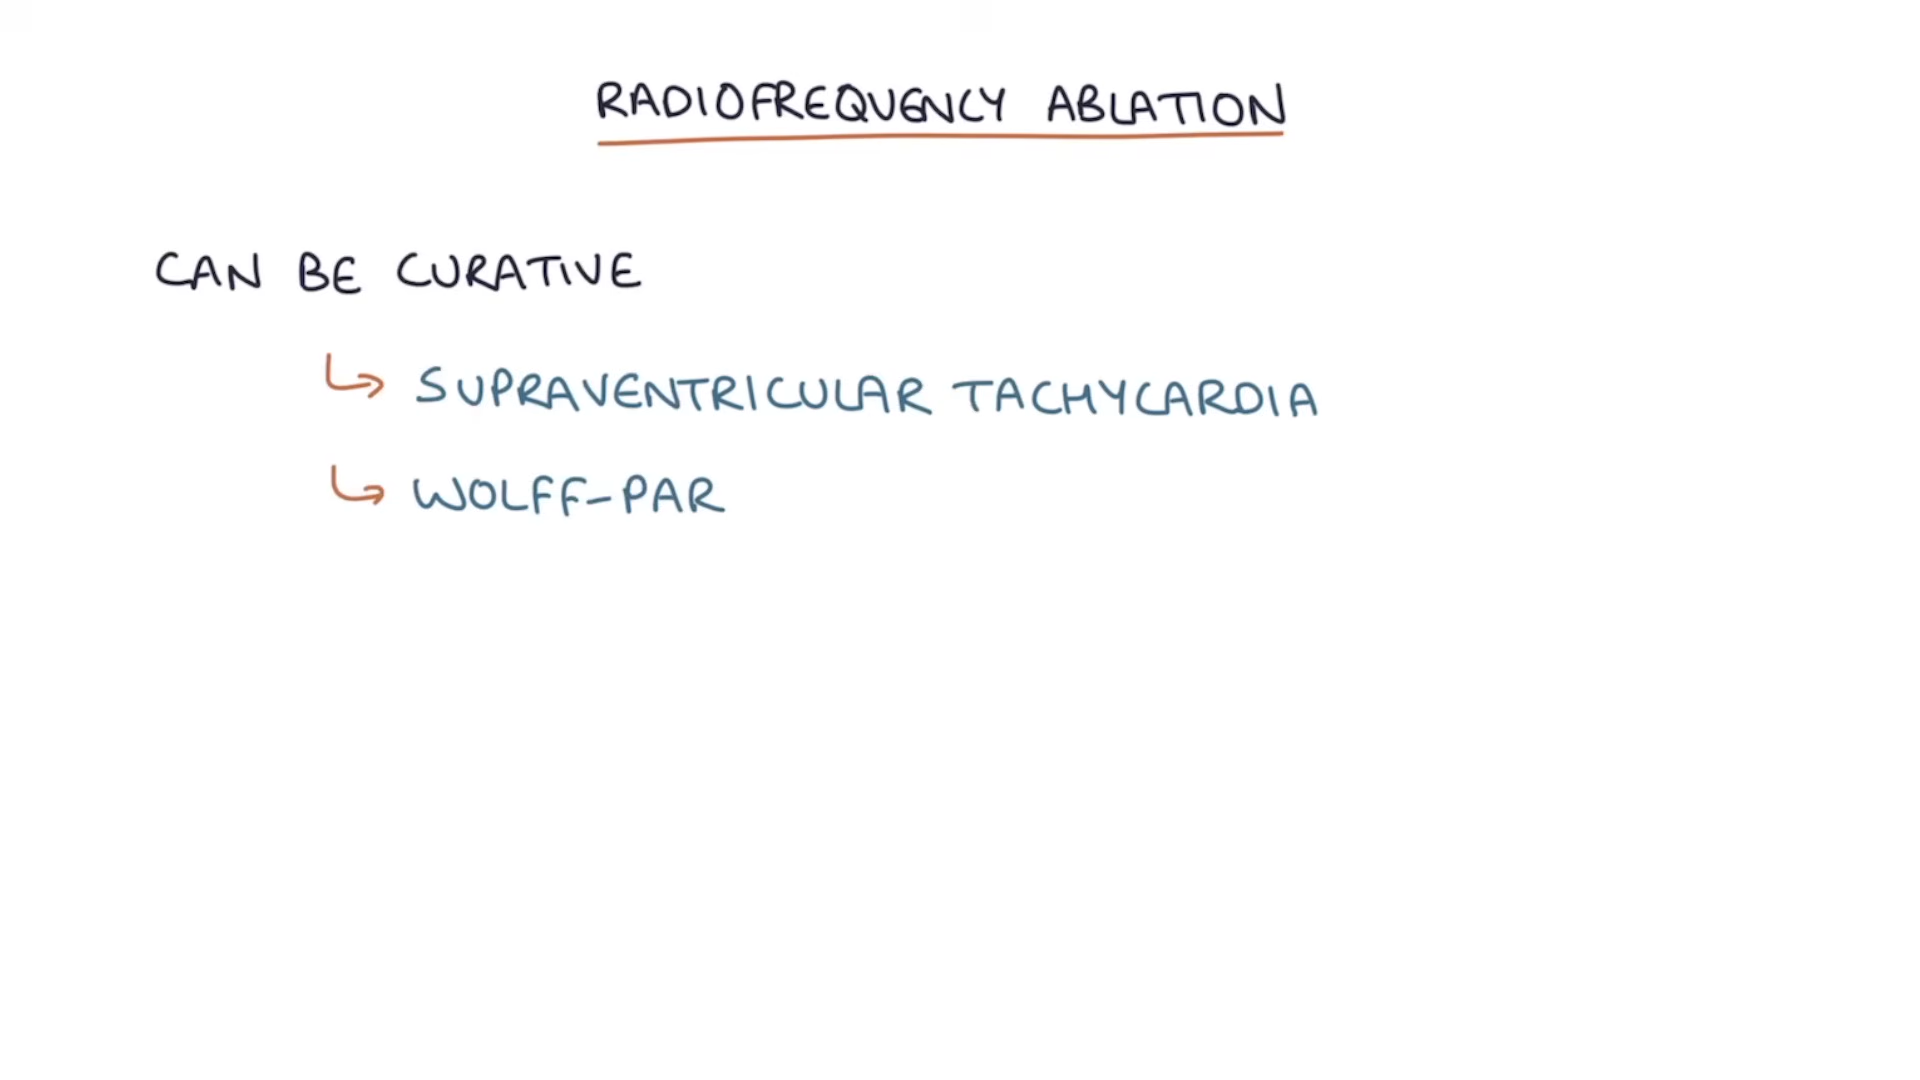 RADIOFREQUENCY ABLATION
CAN BE CURATIVE
↳ SUPRAVENTRICULAR TACHYCARDIA
↳ WOLFF-PAR